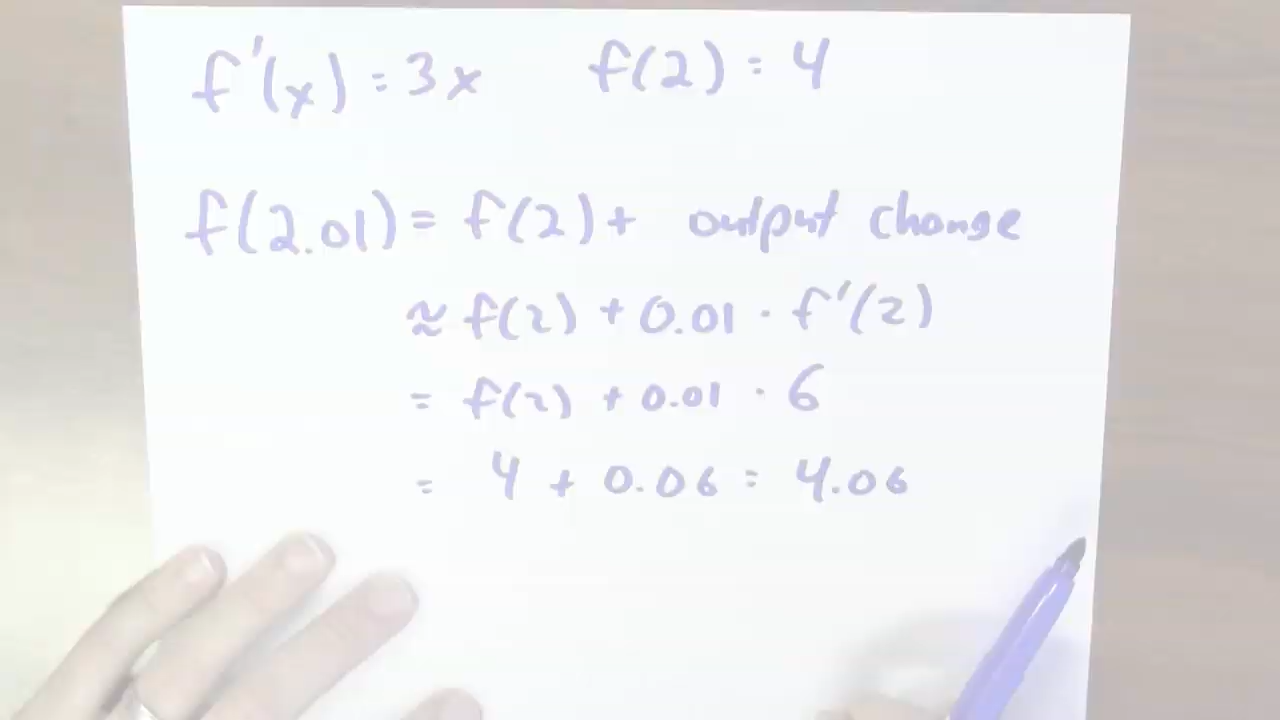 f'(x) = 3x f(2) = 4
f(2.01) = f(2) + output change
≈ f(2) + 0.01 · f'(2)
= f(2) + 0.01 · 6
= 4 + 0.06 = 4.06